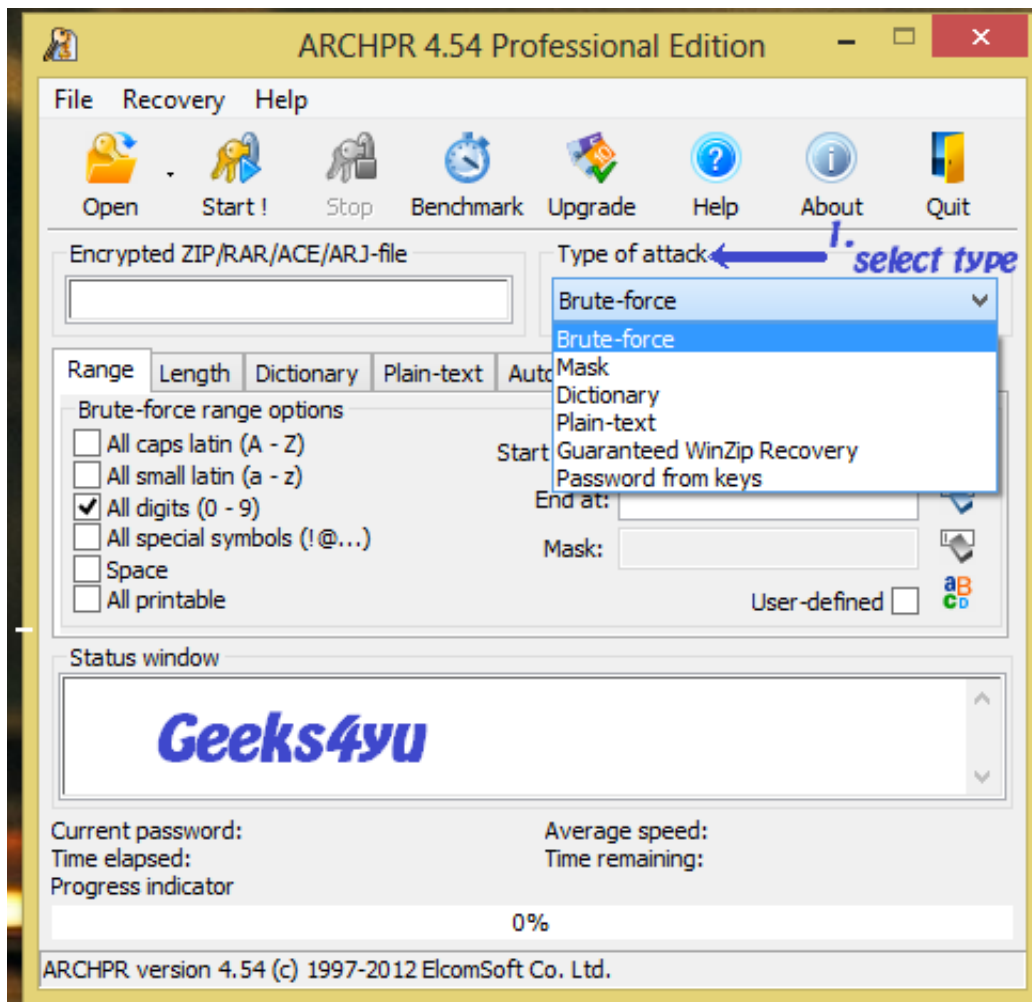 ARCHPR 4.54 Professional Edition
File Recovery Help
Open Start ! Stop Benchmark Upgrade Help About Quit
1.
select type
Encrypted ZIP/RAR/ACE/ARJ-file
Type of attack
Brute-force
Brute-force
Mask
Dictionary
Plain-text
Guaranteed WinZip Recovery
Password from keys
Range Length Dictionary Plain-text Auto
Brute-force range options
All caps latin (A - Z)
Start
All small latin (a - z)
All digits (0 - 9)
End at:
All special symbols (!@...)
Mask:
Space
All printable
User-defined
aBCD
Status window
Geeks4yu
Current password:
Average speed:
Time elapsed:
Time remaining:
Progress indicator
0%
ARCHPR version 4.54 (c) 1997-2012 ElcomSoft Co. Ltd.